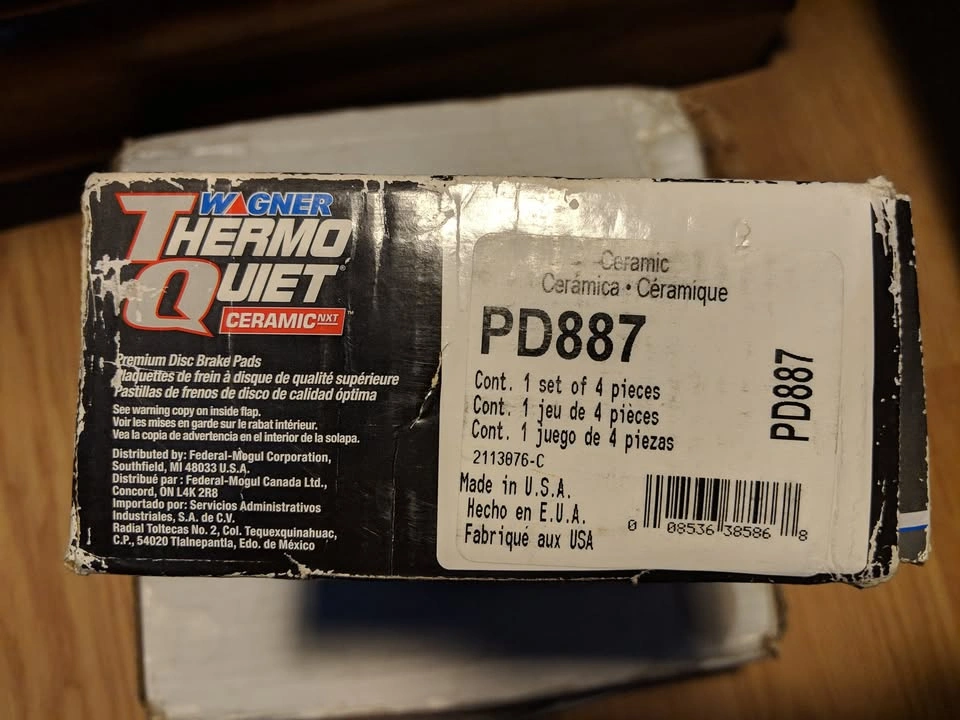 WAGNER
THERMO
QUIET®
CERAMIC NXT™
Premium Disc Brake Pads
Plaquettes de frein à disque de qualité supérieure
Pastillas de frenos de disco de calidad óptima
See warning copy on inside flap.
Voir les mises en garde sur le rabat intérieur.
Vea la copia de advertencia en el interior de la solapa.
Distributed by: Federal-Mogul Corporation,
Southfield, MI 48033 U.S.A.
Distribué par : Federal-Mogul Canada Ltd.,
Concord, ON L4K 2R8
Importado por: Servicios Administrativos
Industriales, S.A. de C.V.
Radial Toltecas No. 2, Col. Tequexquinahuac,
C.P., 54020 Tlalnepantla, Edo. de México
Ceramic
Cerámica • Céramique
PD887
Cont. 1 set of 4 pieces
Cont. 1 jeu de 4 pièces
Cont. 1 juego de 4 piezas
2113076-C
Made in U.S.A.
Hecho en E.U.A.
Fabriqué aux USA
PD887
0 08536 38586 8